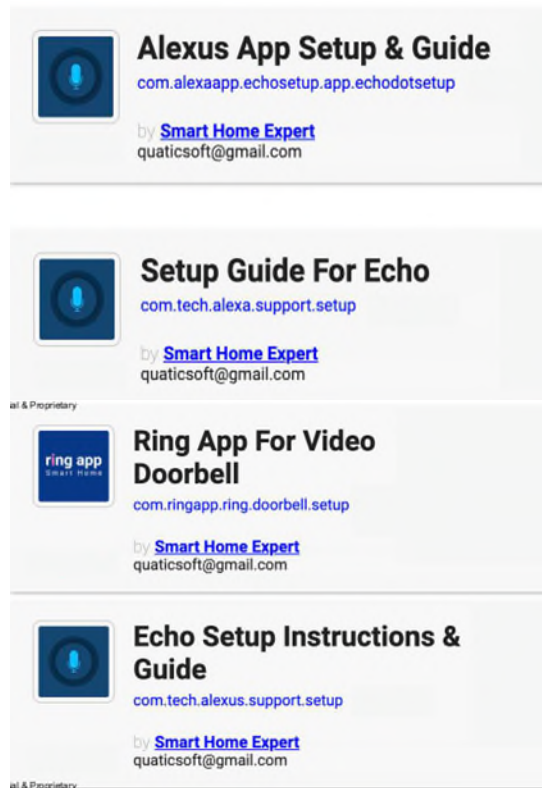 Alexus App Setup & Guide
com.alexaapp.echosetup.app.echodotsetup
by Smart Home Expert
quaticsoft@gmail.com
Setup Guide For Echo
com.tech.alexa.support.setup
by Smart Home Expert
quaticsoft@gmail.com
al & Proprietary
ring app
Smart Home
Ring App For Video
Doorbell
com.ringapp.ring.doorbell.setup
by Smart Home Expert
quaticsoft@gmail.com
Echo Setup Instructions &
Guide
com.tech.alexus.support.setup
by Smart Home Expert
quaticsoft@gmail.com
al & Proprietary